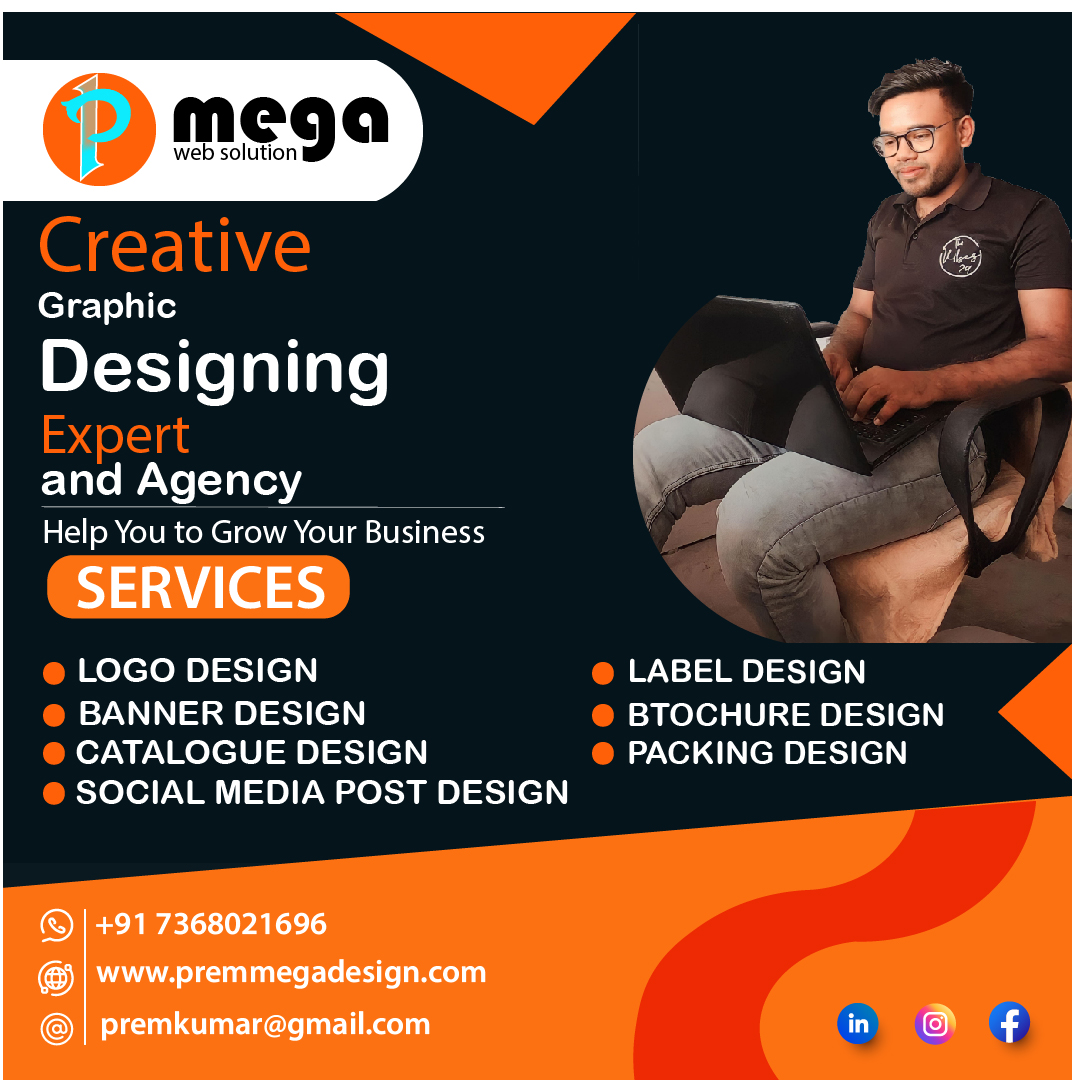 mega
web solution
Creative
Graphic
Designing
Expert
and Agency
Help You to Grow Your Business
SERVICES
LOGO DESIGN
BANNER DESIGN
CATALOGUE DESIGN
SOCIAL MEDIA POST DESIGN
LABEL DESIGN
BTOCHURE DESIGN
PACKING DESIGN
+91 7368021696
www.premmegadesign.com
premkumar@gmail.com